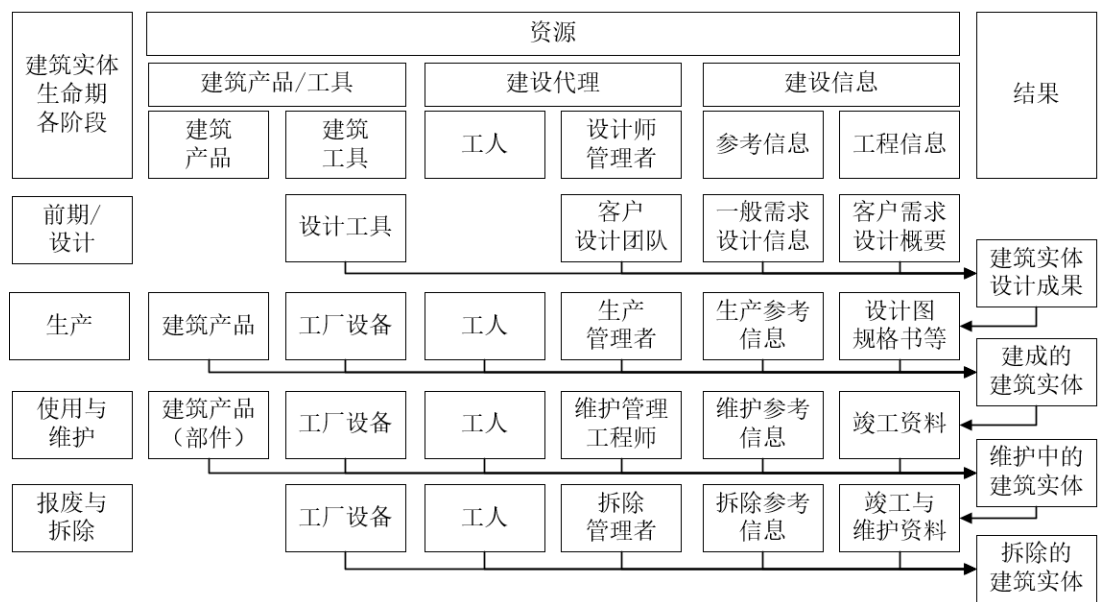 建筑实体
生命期
各阶段
资源
结果
建筑产品/工具
建设代理
建设信息
建筑
产品
建筑
工具
工人
设计师
管理者
参考信息
工程信息
前期/
设计
设计工具
客户
设计团队
一般需求
设计信息
客户需求
设计概要
建筑实体
设计成果
生产
建筑产品
工厂设备
工人
生产
管理者
生产参考
信息
设计图
规格书等
建成的
建筑实体
使用与
维护
建筑产品
（部件）
工厂设备
工人
维护管理
工程师
维护参考
信息
竣工资料
维护中的
建筑实体
报废与
拆除
工厂设备
工人
拆除
管理者
拆除参考
信息
竣工与
维护资料
拆除的
建筑实体